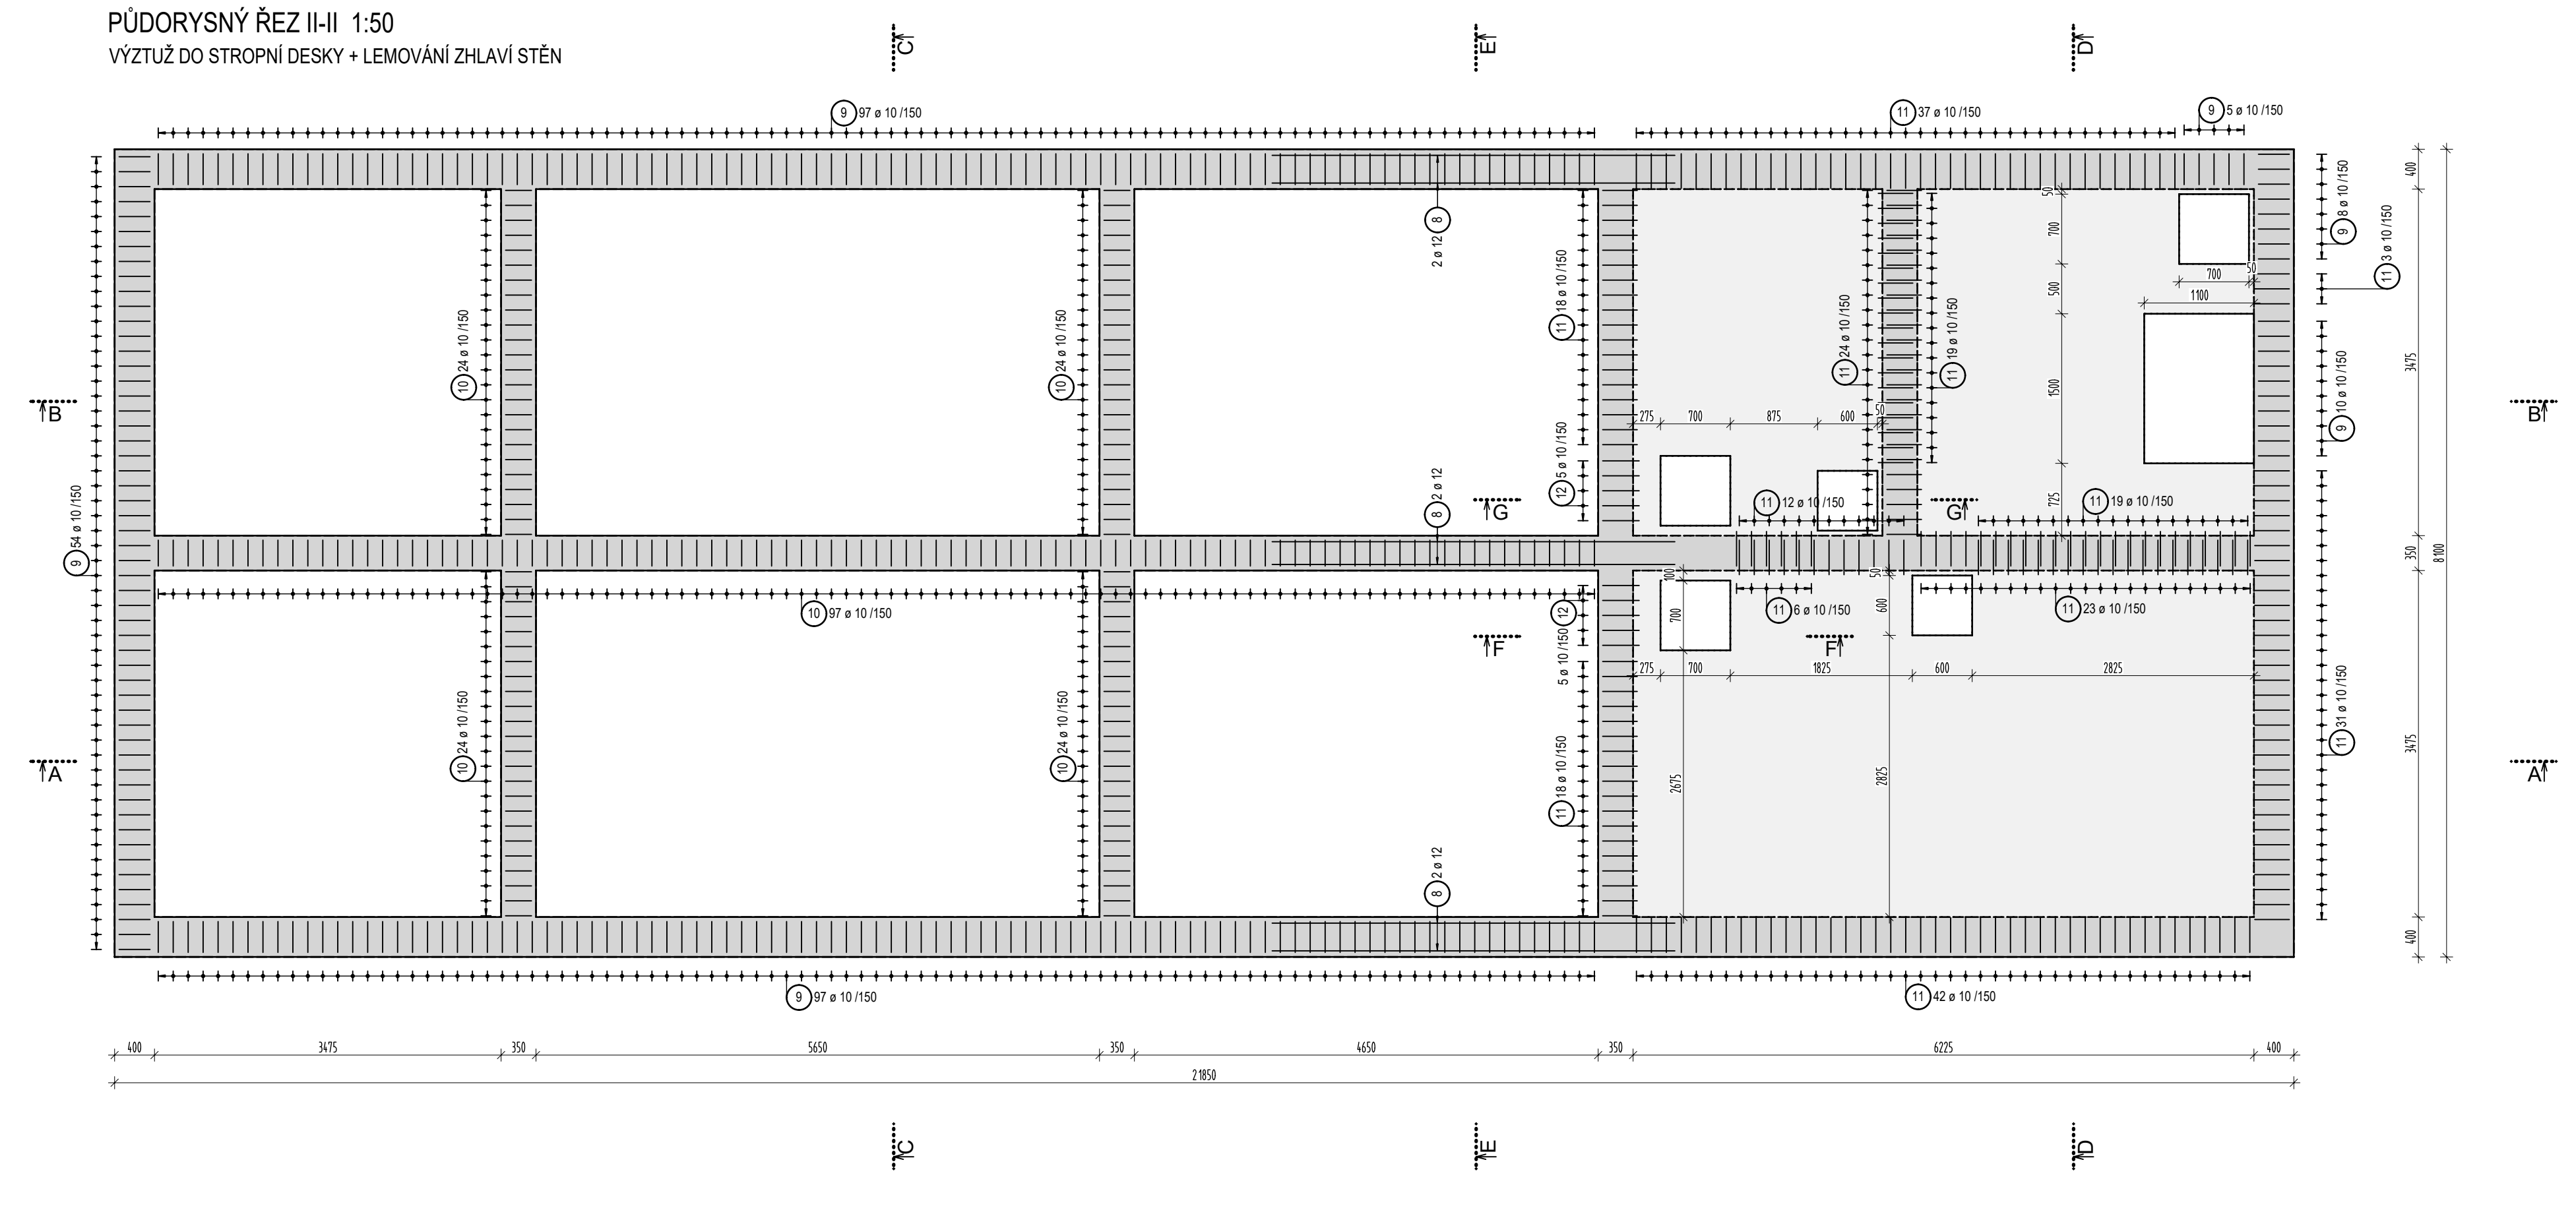 PŮDORYSNÝ ŘEZ II-II 1:50
VÝZTUŽ DO STROPNÍ DESKY + LEMOVÁNÍ ZHLAVÍ STĚN
C
E
D
9 97 ø 10 /150
11 37 ø 10 /150
9 5 ø 10 /150
9 8 ø 10 /150
11 3 ø 10 /150
400
50
700
700
50
500
1100
2 ø 12 8
11 18 ø 10 /150
10 24 ø 10 /150
10 24 ø 10 /150
11 24 ø 10 /150
11 19 ø 10 /150
1500
9 10 ø 10 /150
3475
B
B
275
700
875
600
50
12 5 ø 10 /150
8 2 ø 12
G
G
11 12 ø 10 /150
11 19 ø 10 /150
725
9 54 ø 10 /150
350
8100
100
50
10 97 ø 10 /150
12
5 ø 10 /150
11 6 ø 10 /150
11 23 ø 10 /150
700
600
F
F
275
700
1825
600
2825
10 24 ø 10 /150
10 24 ø 10 /150
11 18 ø 10 /150
11 31 ø 10 /150
3475
A
A
2675
2825
8 2 ø 12
400
9 97 ø 10 /150
11 42 ø 10 /150
400
3475
350
5650
350
4650
350
6225
400
21850
C
E
D